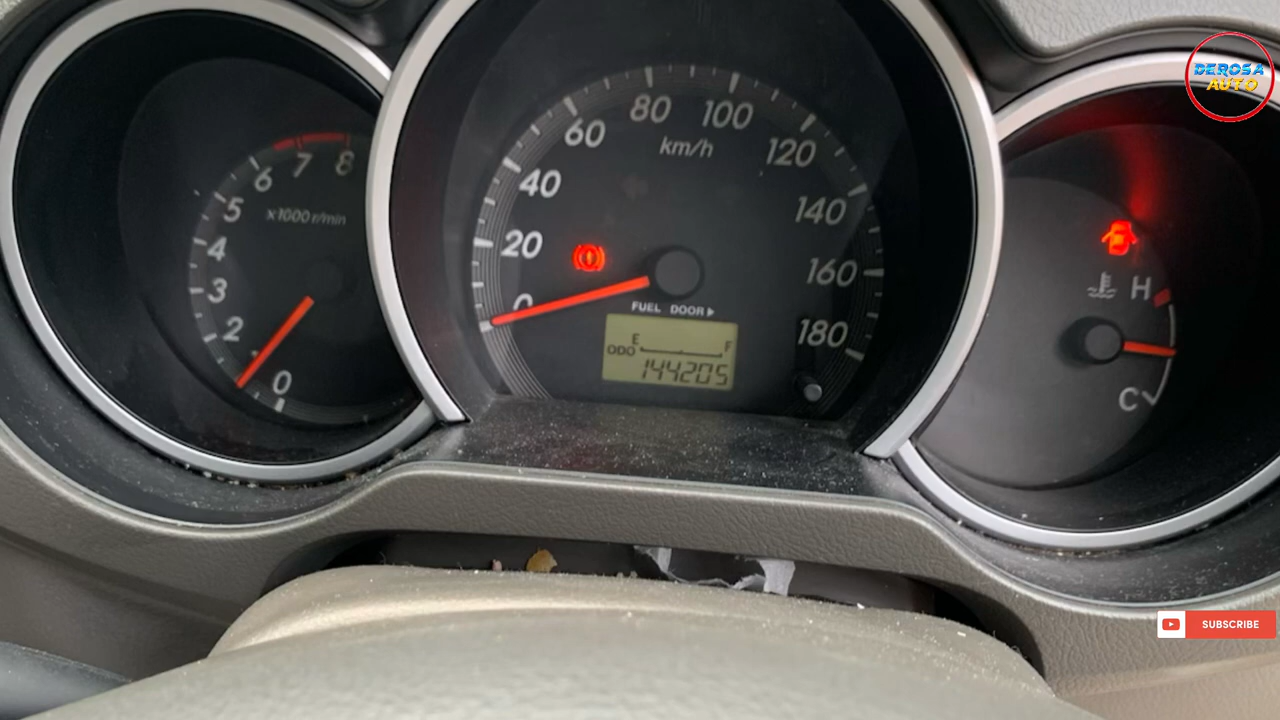 8
7
6
5
4
3
2
0
x1000 r/min
0
20
40
60
80
100
120
140
160
180
km/h
FUEL DOOR
E F
ODO
144205
H
C
DEROSA
AUTO
SUBSCRIBE